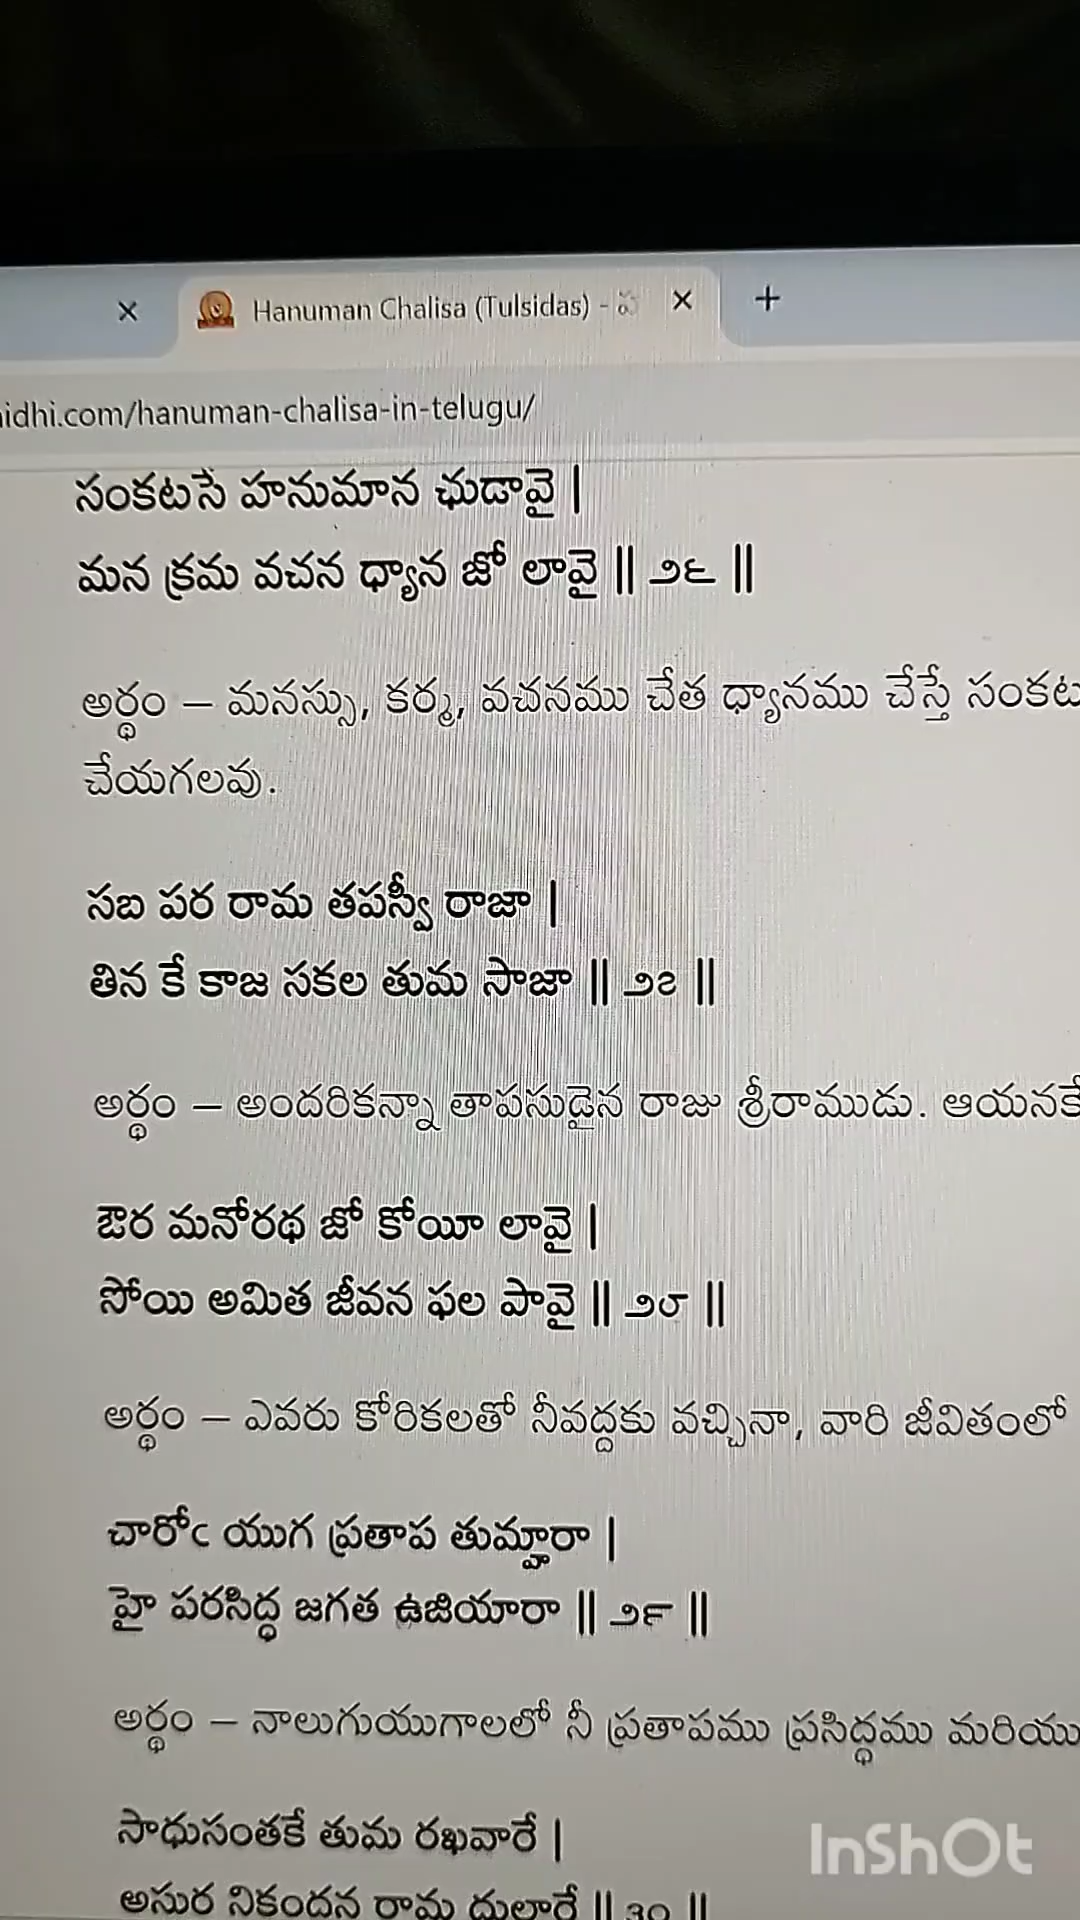 Hanuman Chalisa (Tulsidas) - ప
nidhi.com/hanuman-chalisa-in-telugu/
సంకటసే హనుమాన ఛుడావై |
మన క్రమ వచన ధ్యాన జో లావై || ౨౬ ||
అర్థం – మనస్సు, కర్మ, వచనము చేత ధ్యానము చేస్తే సంకట
చేయగలవు.
సబ పర రామ తపస్వీ రాజా |
తిన కే కాజ సకల తుమ సాజా || ౨౭ ||
అర్థం – అందరికన్నా తాపసుడైన రాజు శ్రీరాముడు. ఆయనకే
ఔర మనోరథ జో కోయీ లావై |
సోయి అమిత జీవన ఫల పావై || ౨౮ ||
అర్థం – ఎవరు కోరికలతో నీవద్దకు వచ్చినా, వారి జీవితంలో
చారోఁ యుగ ప్రతాప తుమ్హారా |
హై పరసిద్ధ జగత ఉజియారా || ౨౯ ||
అర్థం – నాలుగుయుగాలలో నీ ప్రతాపము ప్రసిద్ధము మరియు
సాధుసంతకే తుమ రఖవారే |
అసుర నికందన రామ దులారే || ౩౦ ||
InShOt